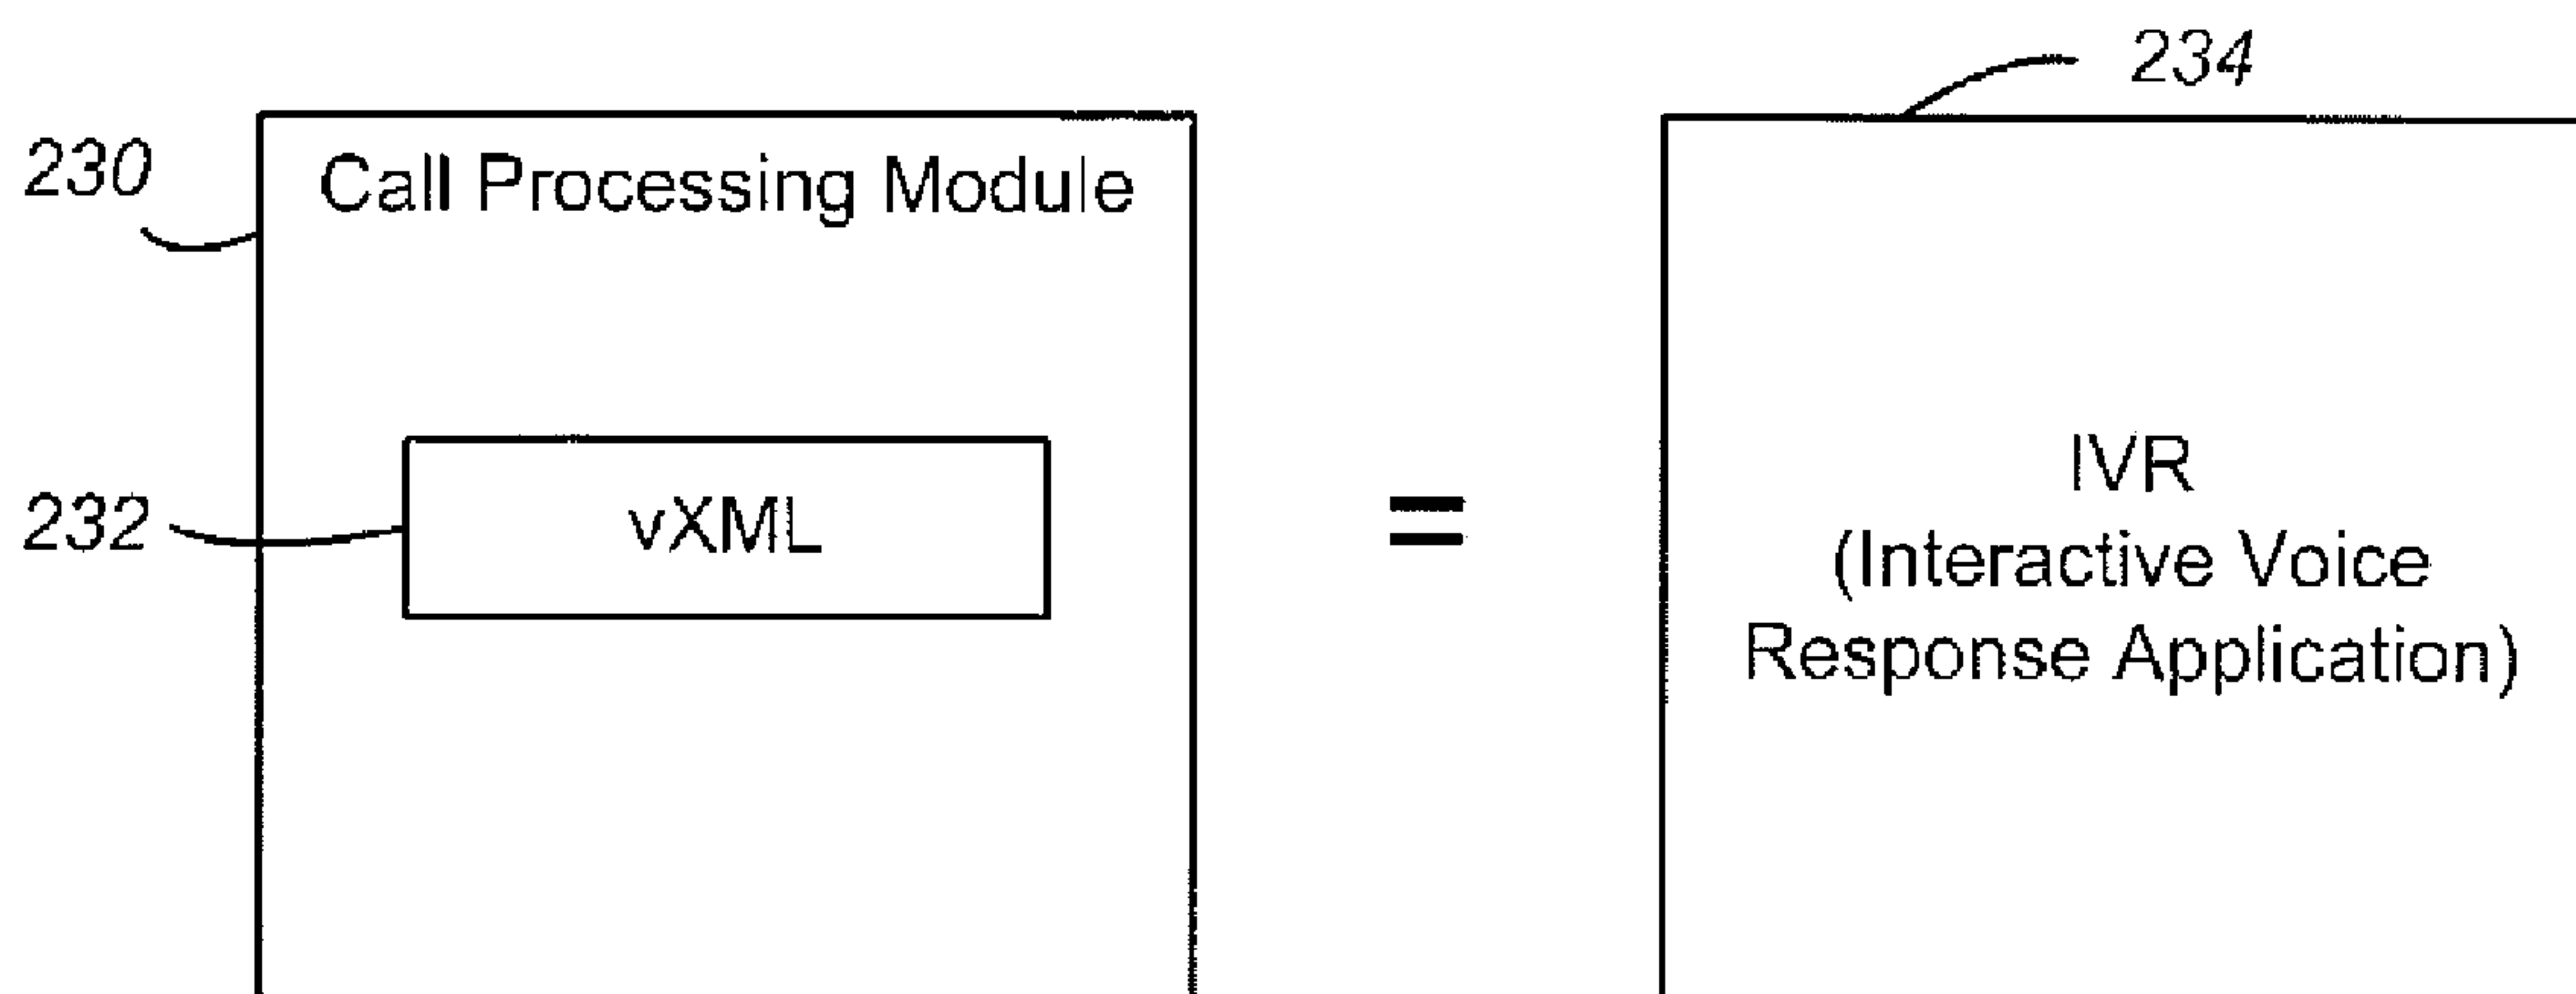 234
230
Call Processing Module
232
vXML
=
IVR
(Interactive Voice
Response Application)